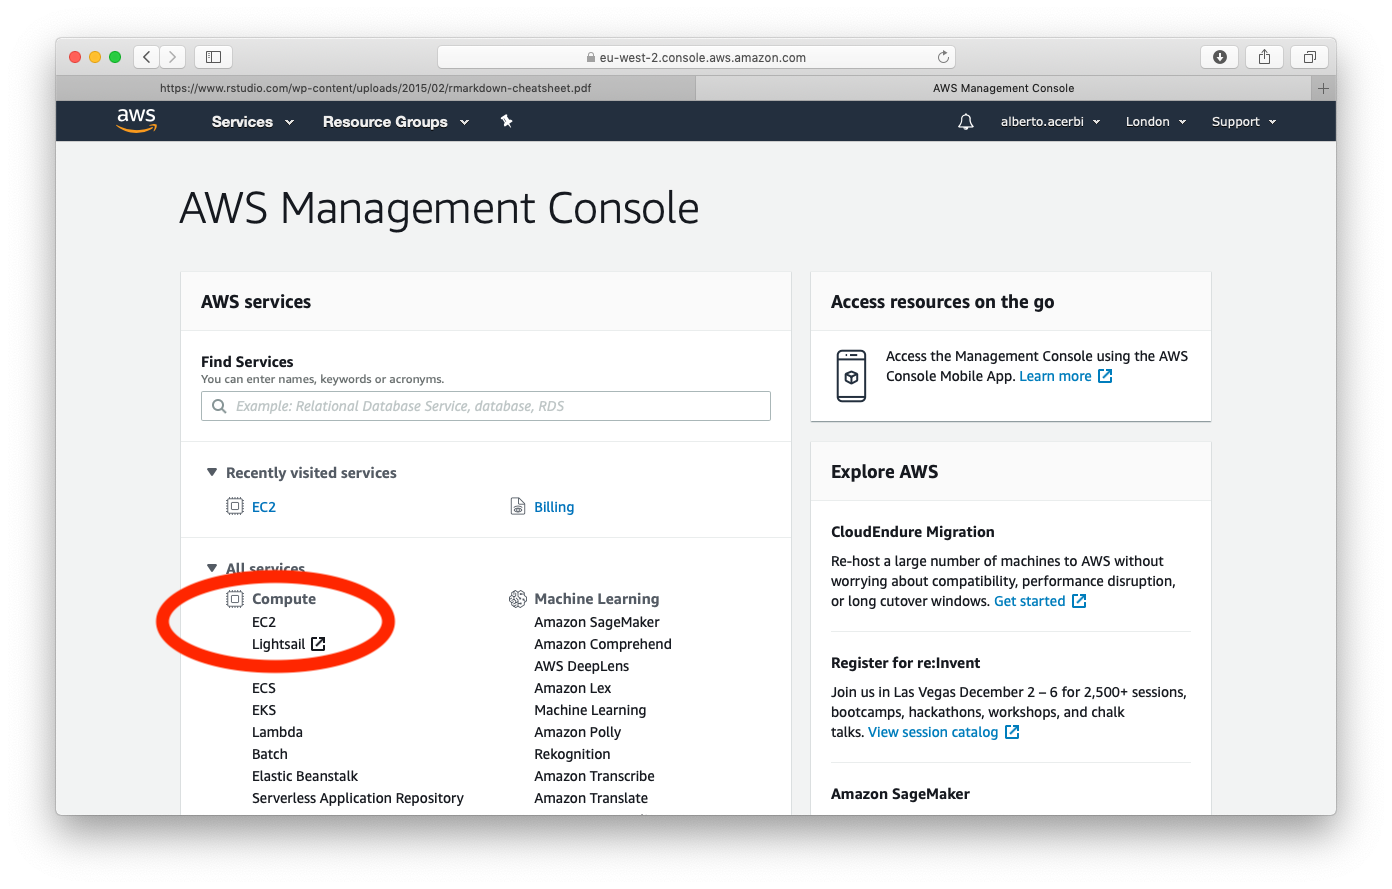 eu-west-2.console.aws.amazon.com
https://www.rstudio.com/wp-content/uploads/2015/02/rmarkdown-cheatsheet.pdf
AWS Management Console
aws
Services
Resource Groups
alberto.acerbi
London
Support
AWS Management Console
AWS services
Find Services
You can enter names, keywords or acronyms.
Example: Relational Database Service, database, RDS
Recently visited services
EC2
Billing
All services
Compute
EC2
Lightsail
ECS
EKS
Lambda
Batch
Elastic Beanstalk
Serverless Application Repository
Machine Learning
Amazon SageMaker
Amazon Comprehend
AWS DeepLens
Amazon Lex
Machine Learning
Amazon Polly
Rekognition
Amazon Transcribe
Amazon Translate
Access resources on the go
Access the Management Console using the AWS
Console Mobile App. Learn more
Explore AWS
CloudEndure Migration
Re-host a large number of machines to AWS without
worrying about compatibility, performance disruption,
or long cutover windows. Get started
Register for re:Invent
Join us in Las Vegas December 2 – 6 for 2,500+ sessions,
bootcamps, hackathons, workshops, and chalk
talks. View session catalog
Amazon SageMaker